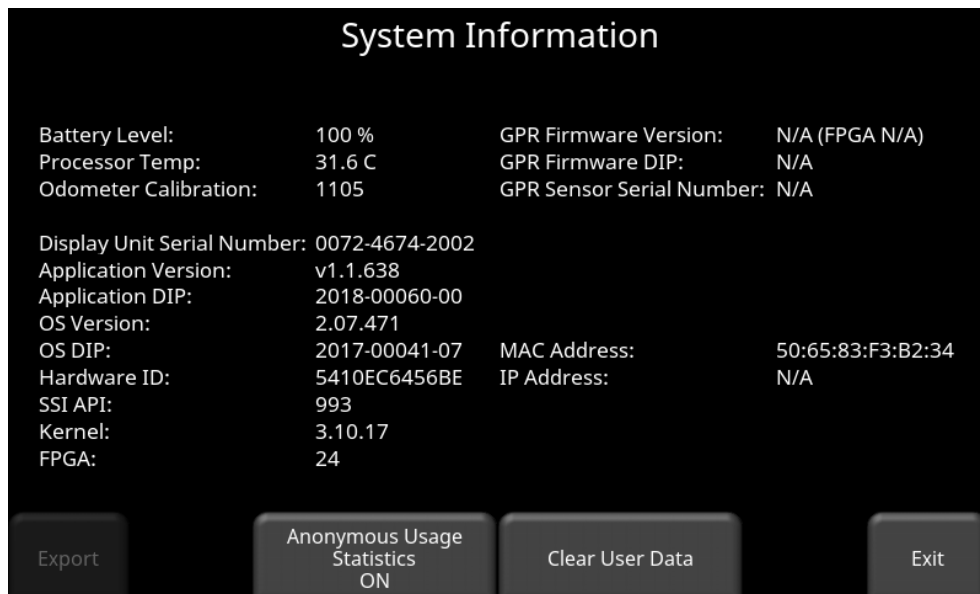 System Information
Battery Level: 100 % GPR Firmware Version: N/A (FPGA N/A)
Processor Temp: 31.6 C GPR Firmware DIP: N/A
Odometer Calibration: 1105 GPR Sensor Serial Number: N/A
Display Unit Serial Number: 0072-4674-2002
Application Version: v1.1.638
Application DIP: 2018-00060-00
OS Version: 2.07.471
OS DIP: 2017-00041-07 MAC Address: 50:65:83:F3:B2:34
Hardware ID: 5410EC6456BE IP Address: N/A
SSI API: 993
Kernel: 3.10.17
FPGA: 24
Export
Anonymous Usage
Statistics
ON
Clear User Data
Exit